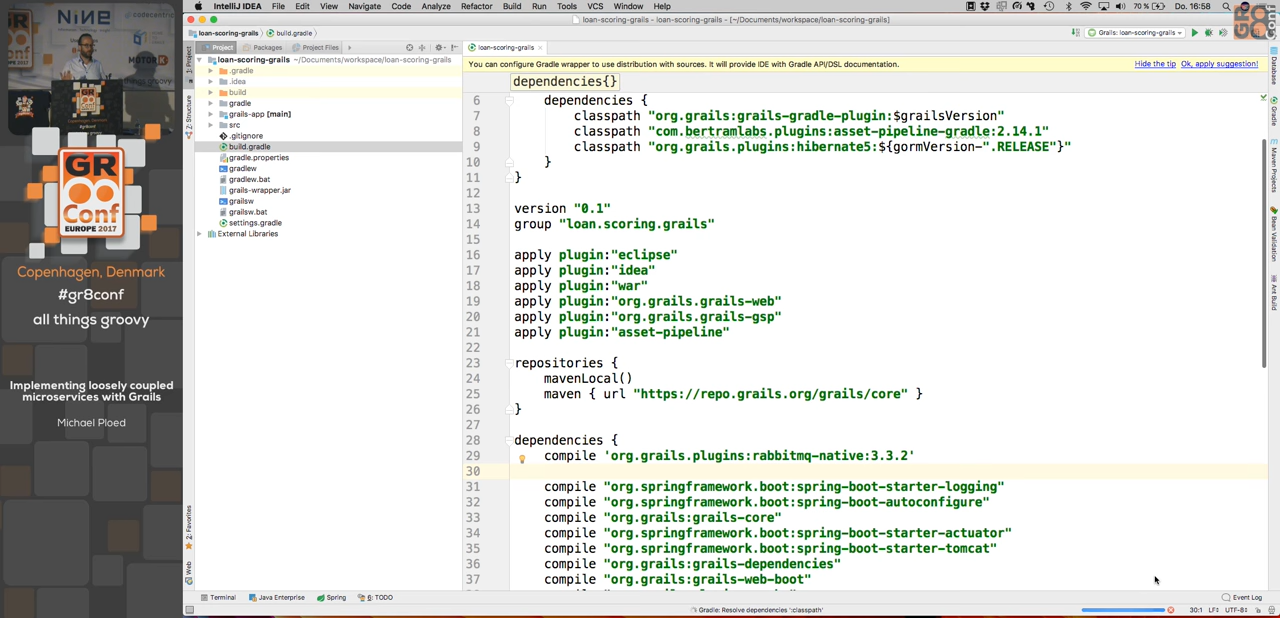 IntelliJ IDEA File Edit View Navigate Code Analyze Refactor Build Run Tools VCS Window Help
70 % Do. 16:58
loan-scoring-grails - loan-scoring-grails - [~/Documents/workspace/loan-scoring-grails]
loan-scoring-grails build.gradle
Grails: loan-scoring-grails
Project Packages Project Files
loan-scoring-grails
loan-scoring-grails ~/Documents/workspace/loan-scoring-grails
.gradle
.idea
build
gradle
grails-app [main]
src
.gitignore
build.gradle
gradle.properties
gradlew
gradlew.bat
grails-wrapper.jar
grailsw
grailsw.bat
settings.gradle
External Libraries
1: Project
Z: Structure
2: Favorites
Web
You can configure Gradle wrapper to use distribution with sources. It will provide IDE with Gradle API/DSL documentation.
Hide the tip Ok, apply suggestion!
dependencies{}
6 dependencies {
7 classpath "org.grails:grails-gradle-plugin:$grailsVersion"
8 classpath "com.bertramlabs.plugins:asset-pipeline-gradle:2.14.1"
9 classpath "org.grails.plugins:hibernate5:${gormVersion-".RELEASE"}"
10 }
11 }
12
13 version "0.1"
14 group "loan.scoring.grails"
15
16 apply plugin:"eclipse"
17 apply plugin:"idea"
18 apply plugin:"war"
19 apply plugin:"org.grails.grails-web"
20 apply plugin:"org.grails.grails-gsp"
21 apply plugin:"asset-pipeline"
22
23 repositories {
24 mavenLocal()
25 maven { url "https://repo.grails.org/grails/core" }
26 }
27
28 dependencies {
29 compile 'org.grails.plugins:rabbitmq-native:3.3.2'
30
31 compile "org.springframework.boot:spring-boot-starter-logging"
32 compile "org.springframework.boot:spring-boot-autoconfigure"
33 compile "org.grails:grails-core"
34 compile "org.springframework.boot:spring-boot-starter-actuator"
35 compile "org.springframework.boot:spring-boot-starter-tomcat"
36 compile "org.grails:grails-dependencies"
37 compile "org.grails:grails-web-boot"
Database
Gradle
Maven Projects
Bean Validation
Ant Build
Terminal Java Enterprise Spring 6: TODO
Event Log
Gradle: Resolve dependencies ':classpath'
30:1 LF÷ UTF-8÷
NINE
codecentric
MOTORK
GR
Conf
EUROPE 2017
Copenhagen, Denmark
#gr8conf
all things groovy
Implementing loosely coupled
microservices with Grails
Michael Ploed